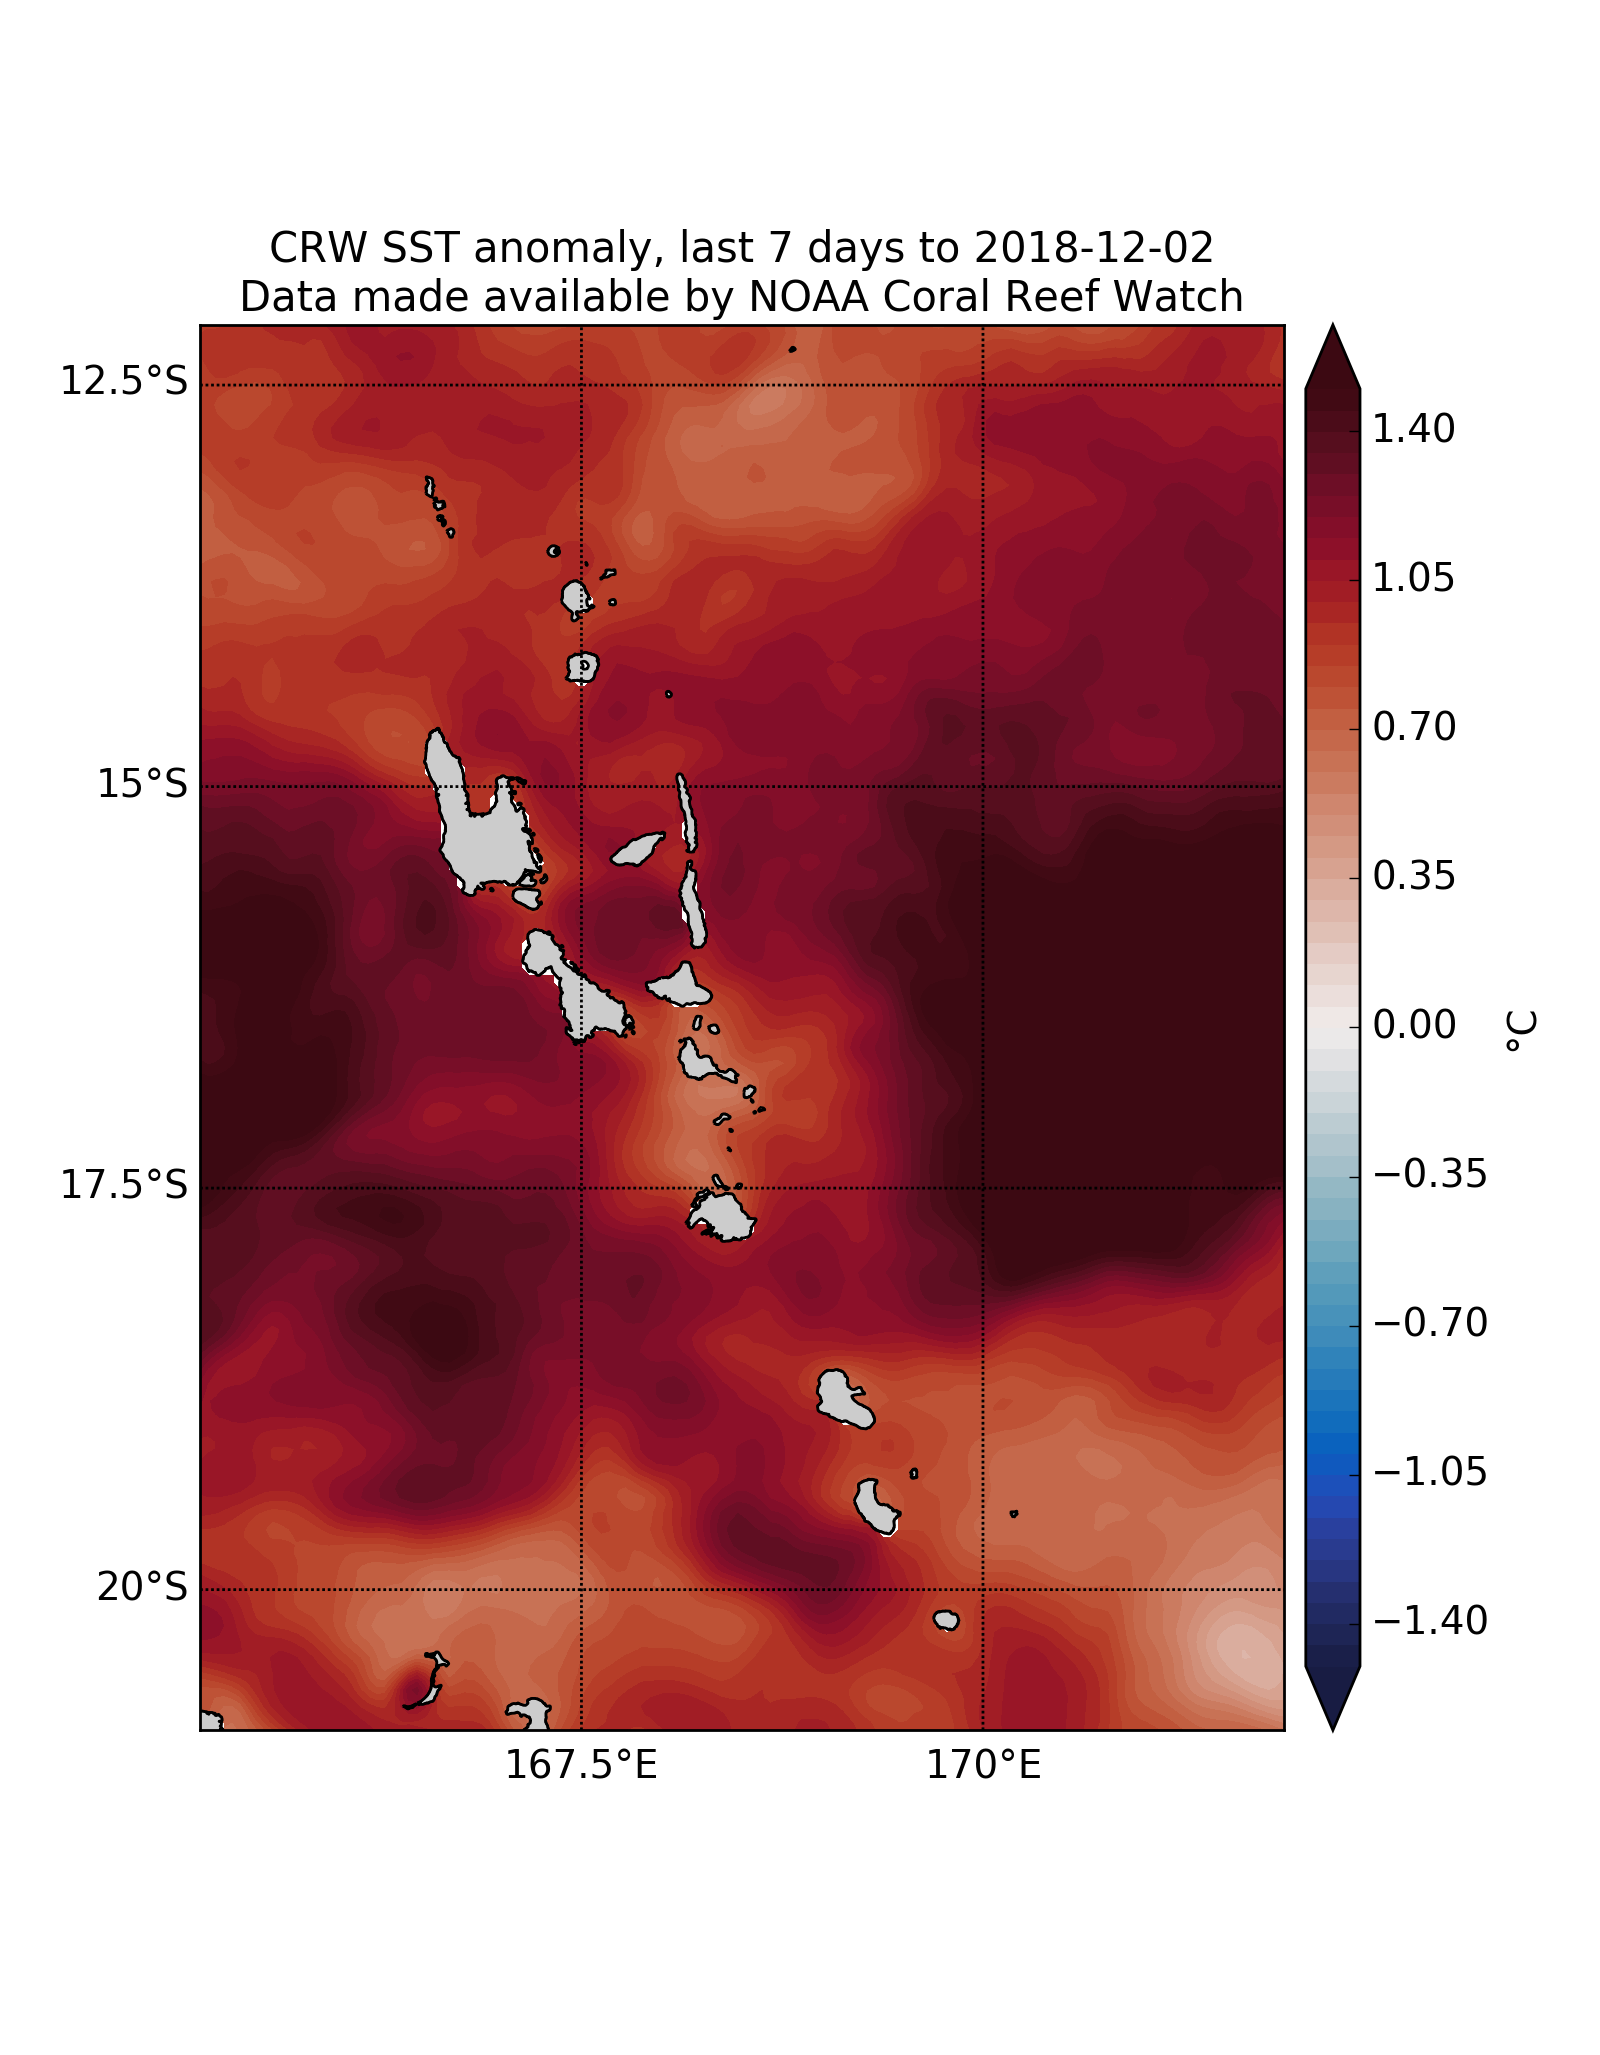 CRW SST anomaly, last 7 days to 2018-12-02
Data made available by NOAA Coral Reef Watch
12.5°S
15°S
17.5°S
20°S
167.5°E
170°E
1.40
1.05
0.70
0.35
0.00
−0.35
−0.70
−1.05
−1.40
°C